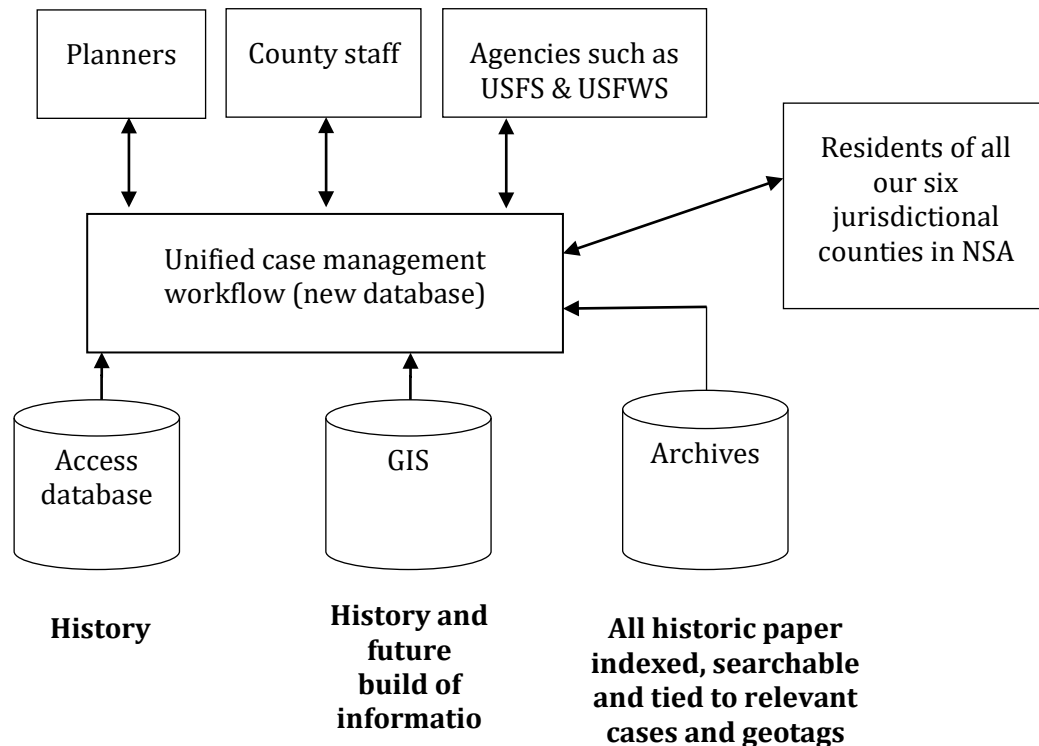 Planners
County staff
Agencies such as
USFS & USFWS
Residents of all
our six
jurisdictional
counties in NSA
Unified case management
workflow (new database)
Access
database
GIS
Archives
History
History and
future
build of
informatio
All historic paper
indexed, searchable
and tied to relevant
cases and geotags